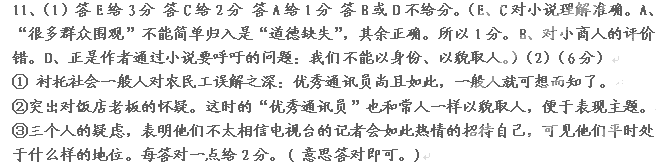 11、(1) 答 E 给 3 分 答 C 给 2 分 答 A 给 1 分 答 B 或 D 不给分。（E、C 对小说理解准确。A、
“很多群众围观”不能简单归入是“道德缺失”，其余正确。所以 1 分。B、对小商人的评价
错。D、正是作者通过小说要呼吁的问题：我们不能以身份、以貌取人。）(2)（6 分）
① 衬托社会一般人对农民工误解之深：优秀通讯员尚且如此，一般人就可想而知了。
②突出对饭店老板的怀疑。这时的“优秀通讯员”也和常人一样以貌取人，便于表现主题。
③三个人的疑虑，表明他们不太相信电视台的记者会如此热情的招待自己，可见他们平时处
于什么样的地位。每答对一点给 2 分。（ 意思答对即可。）